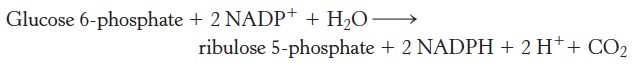 Glucose 6-phosphate + 2 NADP⁺ + H₂O ⟶
ribulose 5-phosphate + 2 NADPH + 2 H⁺ + CO₂